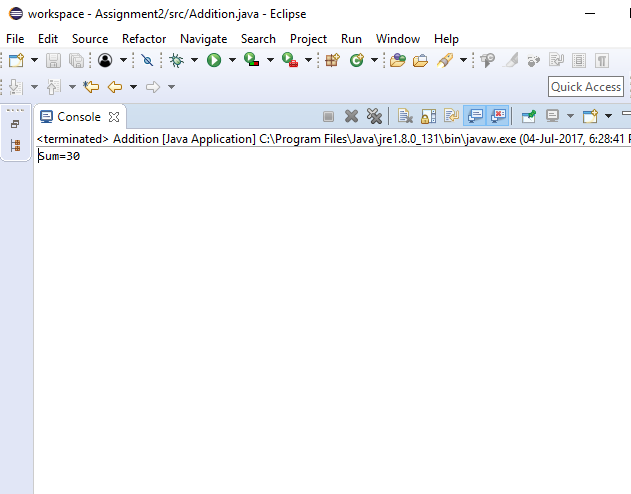 workspace - Assignment2/src/Addition.java - Eclipse
File Edit Source Refactor Navigate Search Project Run Window Help
Quick Access
Console
<terminated> Addition [Java Application] C:\Program Files\Java\jre1.8.0_131\bin\javaw.exe (04-Jul-2017, 6:28:41
Sum=30